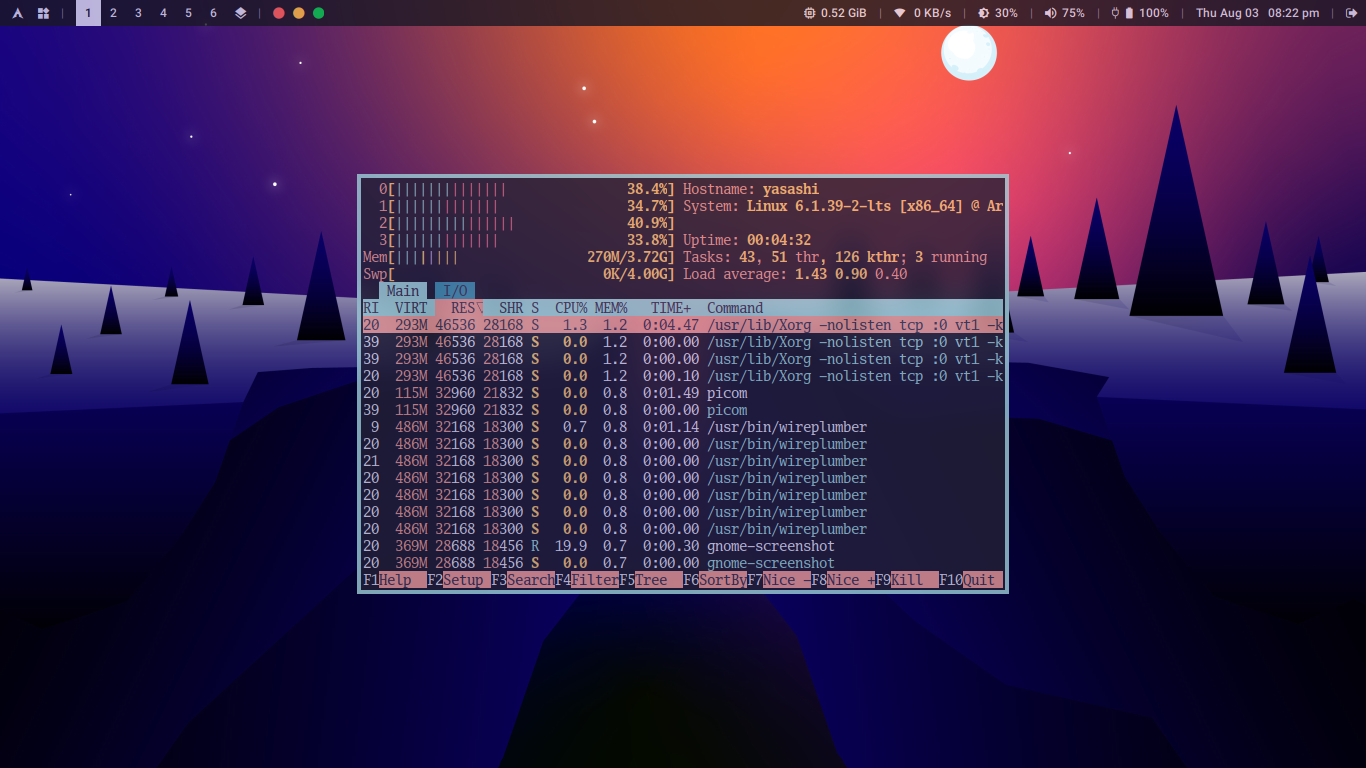 1 2 3 4 5 6 0.52 GiB | 0 KB/s | 30% | 75% | 100% | Thu Aug 03 08:22 pm
0[|||||||||||||| 38.4%] Hostname: yasashi
1[||||||||||||| 34.7%] System: Linux 6.1.39-2-lts [x86_64] @ Ar
2[||||||||||||||| 40.9%]
3[||||||||||||| 33.8%] Uptime: 00:04:32
Mem[|||||||| 270M/3.72G] Tasks: 43, 51 thr, 126 kthr; 3 running
Swp[ 0K/4.00G] Load average: 1.43 0.90 0.40
Main I/O
RI VIRT RES▽ SHR S CPU% MEM% TIME+ Command
20 293M 46536 28168 S 1.3 1.2 0:04.47 /usr/lib/Xorg -nolisten tcp :0 vt1 -k
39 293M 46536 28168 S 0.0 1.2 0:00.00 /usr/lib/Xorg -nolisten tcp :0 vt1 -k
39 293M 46536 28168 S 0.0 1.2 0:00.00 /usr/lib/Xorg -nolisten tcp :0 vt1 -k
20 293M 46536 28168 S 0.0 1.2 0:00.10 /usr/lib/Xorg -nolisten tcp :0 vt1 -k
20 115M 32960 21832 S 0.0 0.8 0:01.49 picom
39 115M 32960 21832 S 0.0 0.8 0:00.00 picom
9 486M 32168 18300 S 0.7 0.8 0:01.14 /usr/bin/wireplumber
20 486M 32168 18300 S 0.0 0.8 0:00.00 /usr/bin/wireplumber
21 486M 32168 18300 S 0.0 0.8 0:00.00 /usr/bin/wireplumber
20 486M 32168 18300 S 0.0 0.8 0:00.00 /usr/bin/wireplumber
20 486M 32168 18300 S 0.0 0.8 0:00.00 /usr/bin/wireplumber
20 486M 32168 18300 S 0.0 0.8 0:00.00 /usr/bin/wireplumber
20 486M 32168 18300 S 0.0 0.8 0:00.00 /usr/bin/wireplumber
20 369M 28688 18456 R 19.9 0.7 0:00.30 gnome-screenshot
20 369M 28688 18456 S 0.0 0.7 0:00.00 gnome-screenshot
F1Help F2Setup F3SearchF4FilterF5Tree F6SortByF7Nice -F8Nice +F9Kill F10Quit